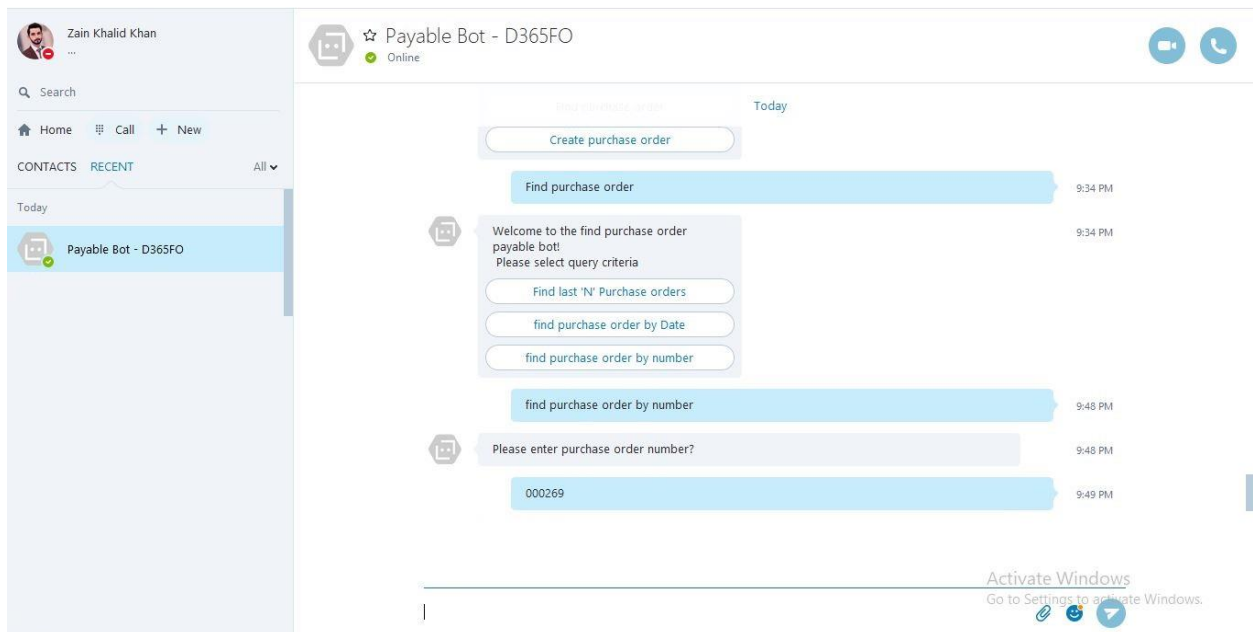 Zain Khalid Khan
...
Search
Home Call + New
CONTACTS RECENT All
Today
Payable Bot - D365FO
Payable Bot - D365FO
Online
Today
Create purchase order
Find purchase order 9:34 PM
Welcome to the find purchase order 9:34 PM
payable bot!
Please select query criteria
Find last 'N' Purchase orders
find purchase order by Date
find purchase order by number
find purchase order by number 9:48 PM
Please enter purchase order number? 9:48 PM
000269 9:49 PM
Activate Windows
Go to Settings to activate Windows.